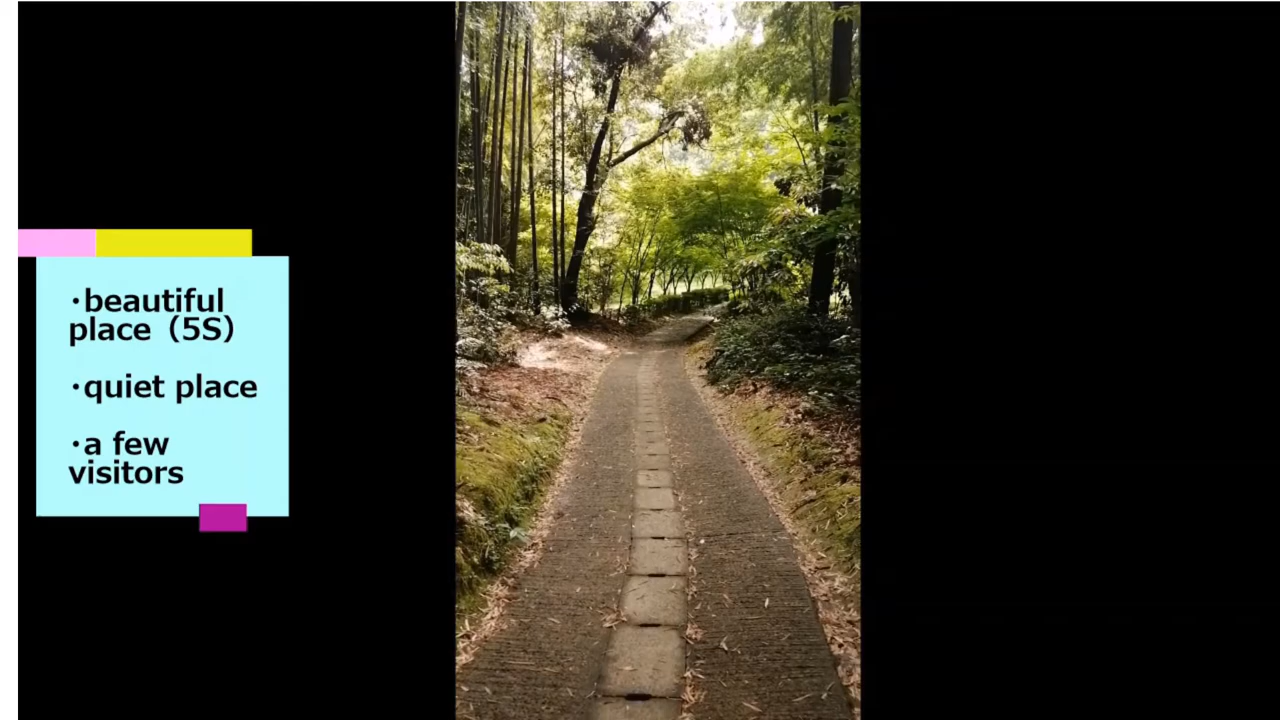 ・beautiful
place（5S）
・quiet place
・a few
visitors